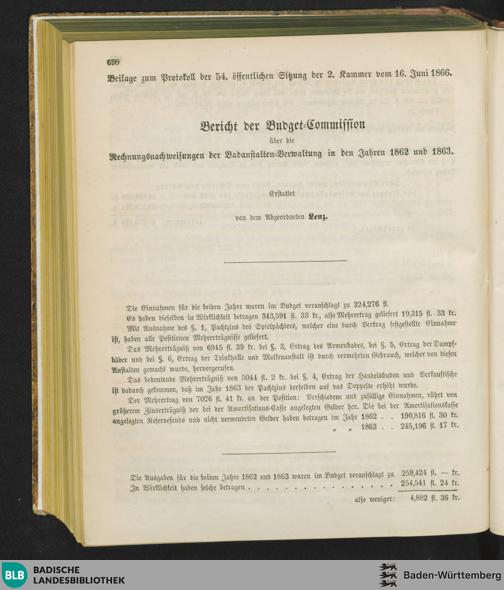 698
Beilage zum Protokoll der 54. öffentlichen Sitzung der 2. Kammer vom 16. Juni 1866.
Bericht der Budget-Commission
über die
Rechnungsnachweisungen der Badanstalten-Verwaltung in den Jahren 1862 und 1863.
Erstattet
von dem Abgeordneten Lenz.
Die Einnahmen für die beiden Jahre waren im Budget veranschlagt zu 324,276 fl.
Es haben dieselben in Wirklichkeit betragen 343,591 fl. 33 kr., also Mehrertrag geliefert 19,315 fl. 33 kr.
Mit Ausnahme des §. 1, Pachtzins des Spielpächters, welcher eine durch Vertrag festgestellte Einnahme
ist, haben alle Positionen Mehrerträgnisse geliefert.
Das Mehrerträgniß von 6945 fl. 39 kr. bei §. 3, Ertrag des Armenbades, bei §. 5, Ertrag der Dampf-
bäder und bei §. 6, Ertrag der Trinkhalle und Molkenanstalt ist durch vermehrten Gebrauch, welcher von diesen
Anstalten gemacht wurde, hervorgerufen.
Das bedeutende Mehrerträgniß von 5044 fl. 2 kr. bei §. 4, Ertrag der Handelsbuden und Verkaufstische
ist dadurch gekommen, daß im Jahr 1863 der Pachtzins derselben auf das Doppelte erhöht wurde.
Der Mehrertrag von 7026 fl. 41 kr. an der Position: Verschiedene und zufällige Einnahmen, rührt von
größerem Zinserträgniß der bei der Amortisations-Casse angelegten Gelder her. Die bei der Amortisationskasse
angelegten Reservefonds und nicht verwendeten Gelder haben betragen im Jahr 1862 . . 190,816 fl. 30 kr.
„ „ 1863 . . 245,196 fl. 17 kr.
Die Ausgaben für die beiden Jahre 1862 und 1863 waren im Budget veranschlagt zu 259,424 fl. — kr.
In Wirklichkeit haben solche betragen . . . . . . . . . . . . 254,541 fl. 24 kr.
also weniger: 4,882 fl. 36 kr.
BLB BADISCHE
LANDESBIBLIOTHEK
Baden-Württemberg